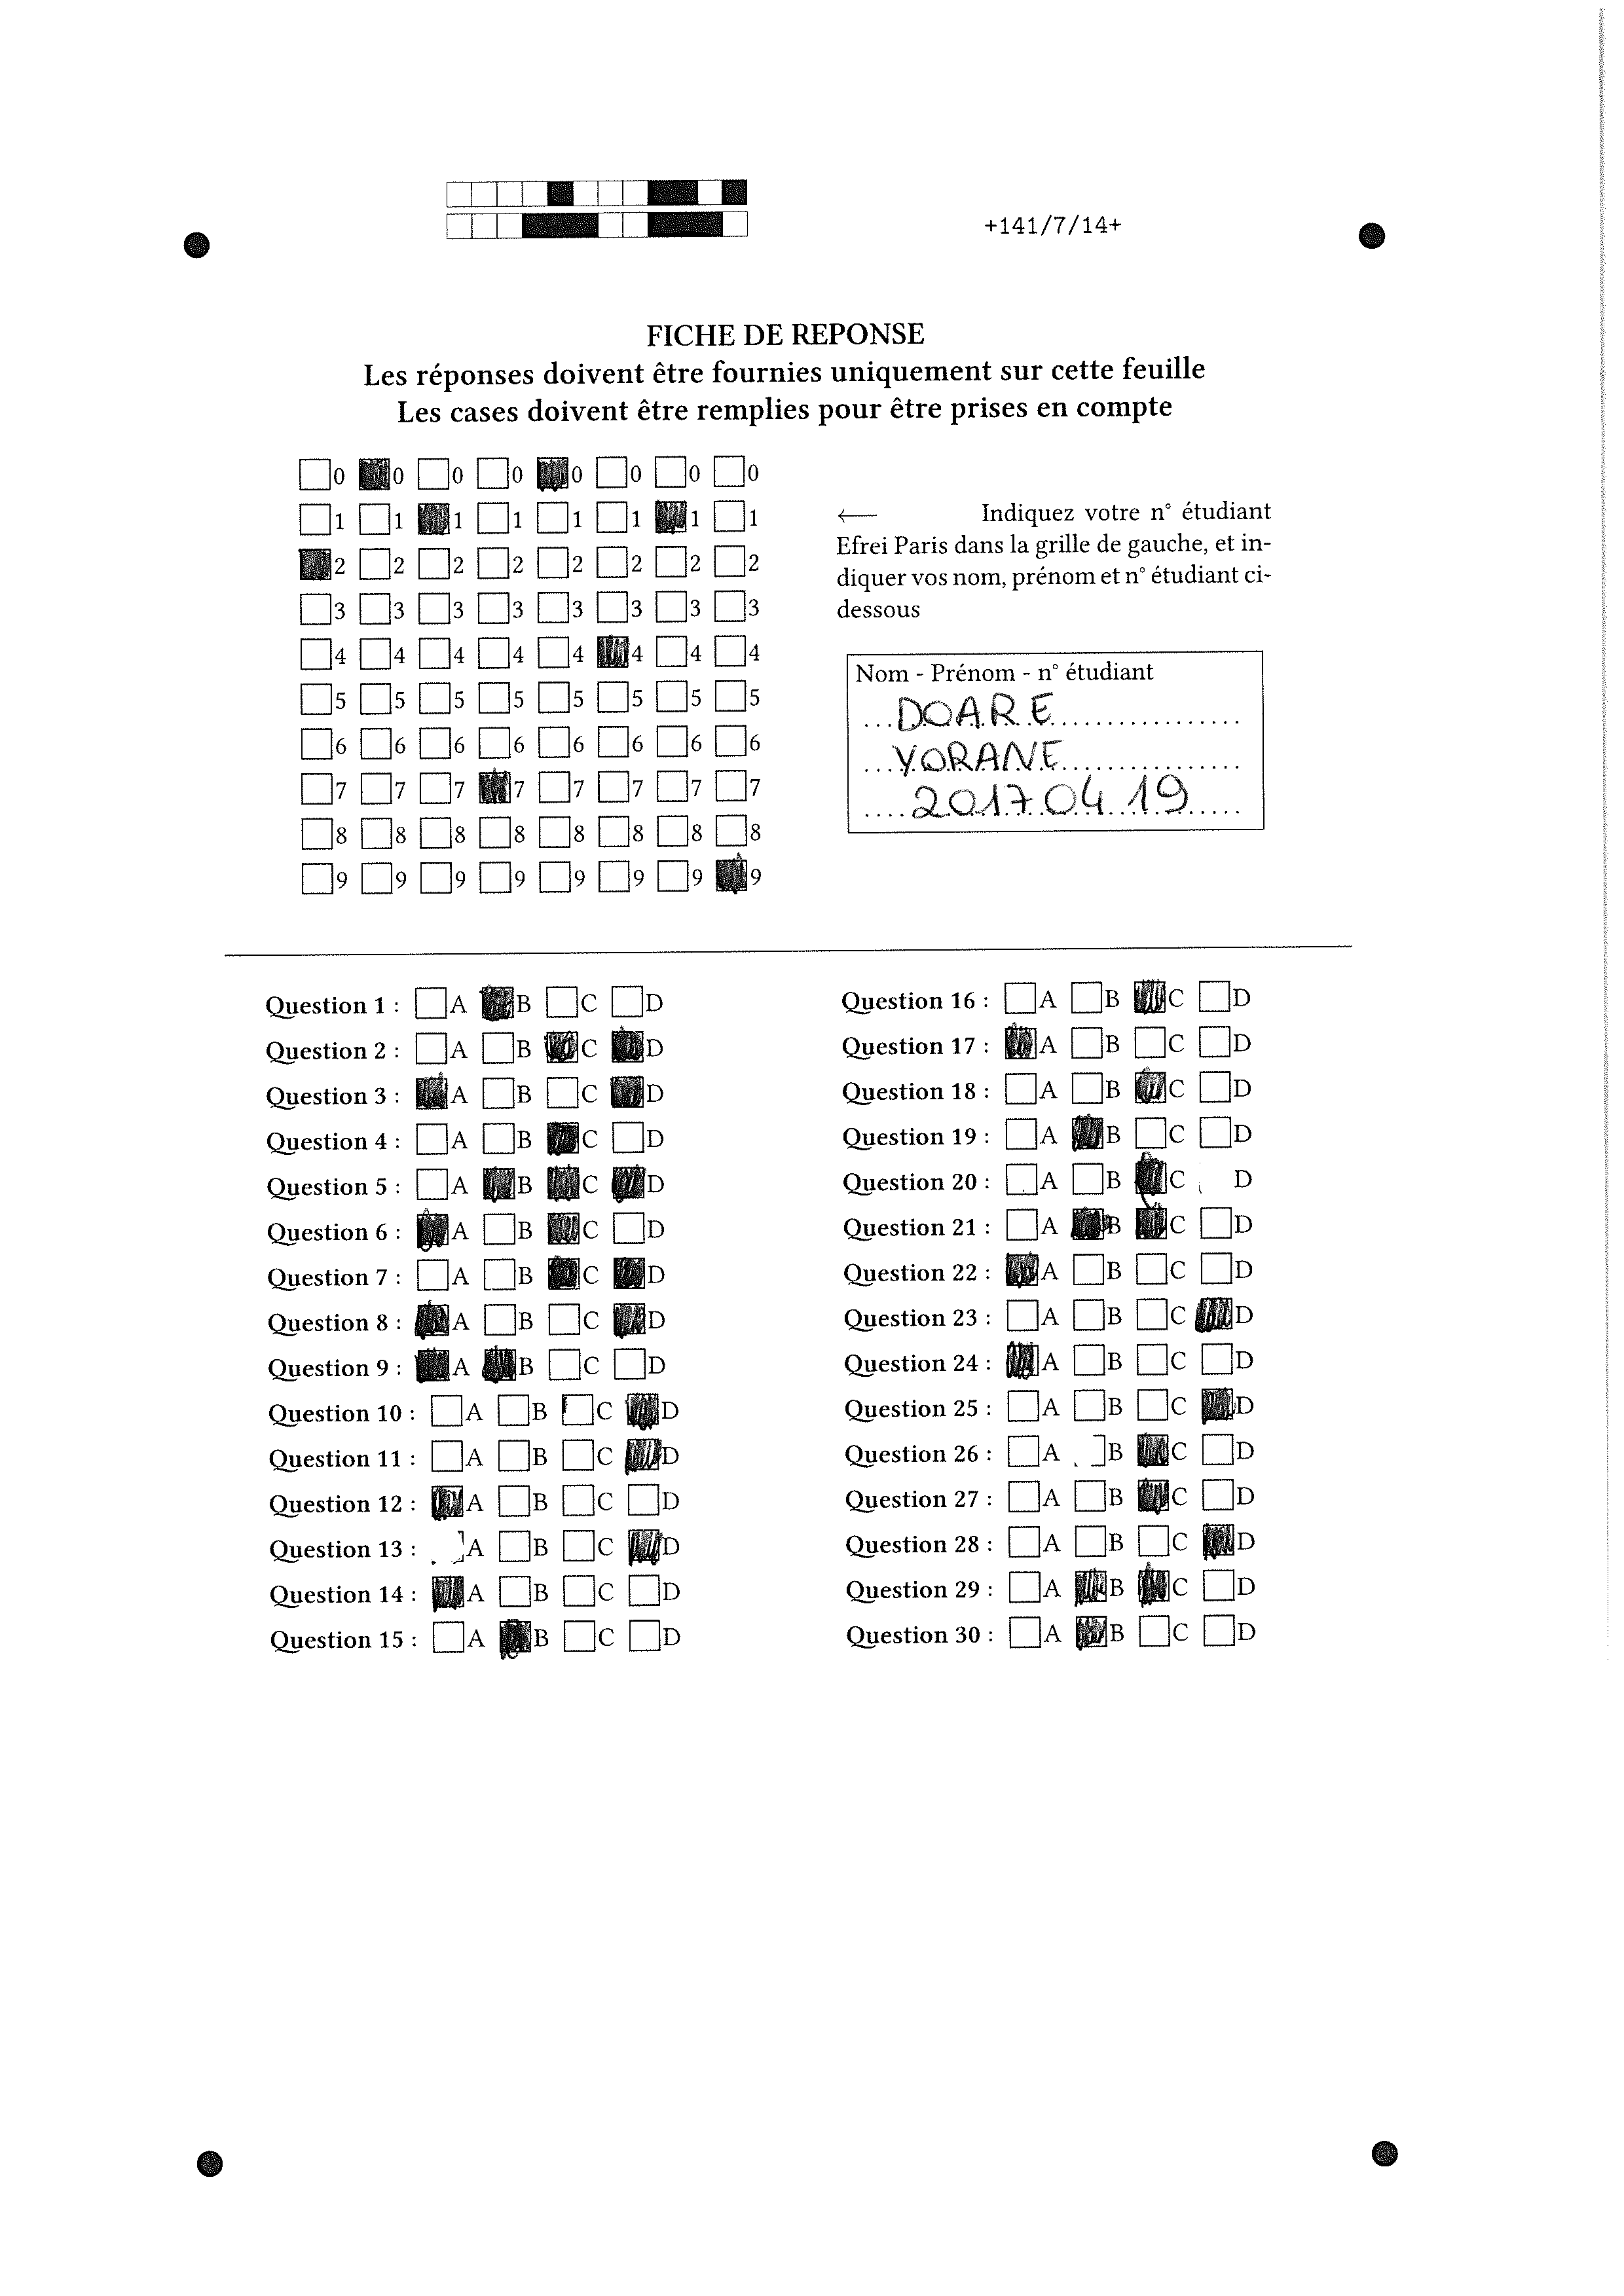 +141/7/14+
FICHE DE REPONSE
Les réponses doivent être fournies uniquement sur cette feuille
Les cases doivent être remplies pour être prises en compte
0 0 0 0 0 0 0 0
1 1 1 1 1 1 1 1
2 2 2 2 2 2 2 2
3 3 3 3 3 3 3 3
4 4 4 4 4 4 4 4
5 5 5 5 5 5 5 5
6 6 6 6 6 6 6 6
7 7 7 7 7 7 7 7
8 8 8 8 8 8 8 8
9 9 9 9 9 9 9 9
← Indiquez votre n° étudiant
Efrei Paris dans la grille de gauche, et in-
diquer vos nom, prénom et n° étudiant ci-
dessous
Nom - Prénom - n° étudiant
...DOARE................
...YORANE...............
....20170419.....
Question 1 : A B C D
Question 2 : A B C D
Question 3 : A B C D
Question 4 : A B C D
Question 5 : A B C D
Question 6 : A B C D
Question 7 : A B C D
Question 8 : A B C D
Question 9 : A B C D
Question 10 : A B C D
Question 11 : A B C D
Question 12 : A B C D
Question 13 : A B C D
Question 14 : A B C D
Question 15 : A B C D
Question 16 : A B C D
Question 17 : A B C D
Question 18 : A B C D
Question 19 : A B C D
Question 20 : A B C D
Question 21 : A B C D
Question 22 : A B C D
Question 23 : A B C D
Question 24 : A B C D
Question 25 : A B C D
Question 26 : A B C D
Question 27 : A B C D
Question 28 : A B C D
Question 29 : A B C D
Question 30 : A B C D